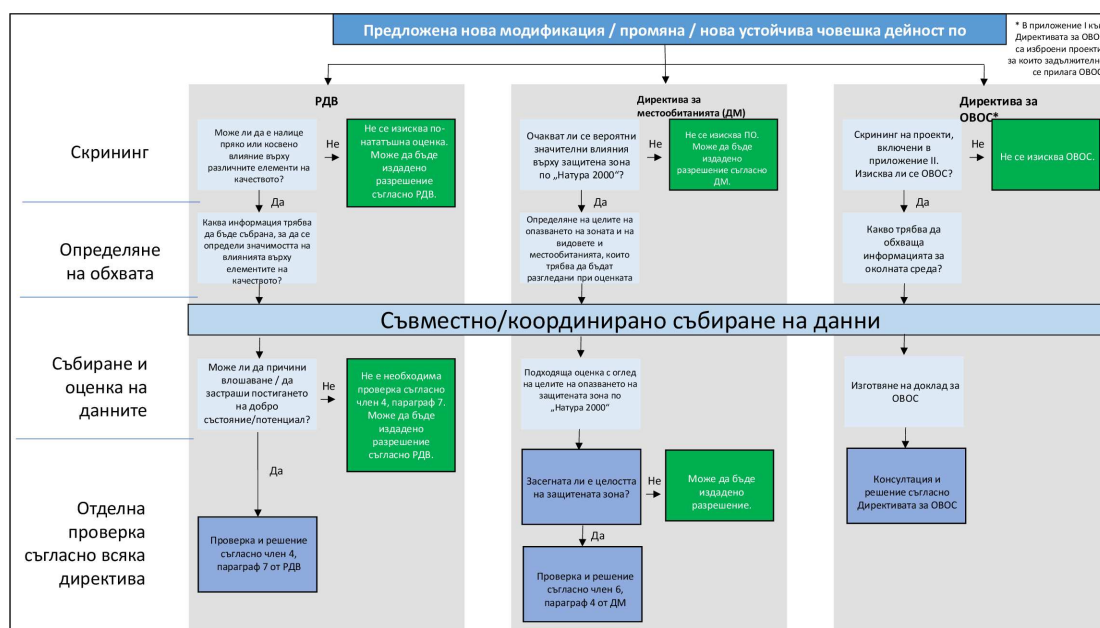 Предложена нова модификация / промяна / нова устойчива човешка дейност по
* В приложение I къ
Директивата за ОВО
са изброени проекти
за които задължително
се прилага ОВОС
РДВ
Директива за
местообитанията (ДМ)
Директива за
ОВОС*
Скрининг
Може ли да е налице
пряко или косвено
влияние върху
различните елементи на
качеството?
Не
Не се изисква по-
нататъшна оценка.
Може да бъде
издадено
разрешение
съгласно РДВ.
Очакват ли се вероятни
значителни влияния
върху защитена зона
по „Натура 2000“?
Не
Не се изисква ПО.
Може да бъде
издадено
разрешение съгласно
ДМ.
Скрининг на проекти,
включени в
приложение II.
Изисква ли се ОВОС?
Не
Не се изисква ОВОС.
Да
Да
Да
Определяне
на обхвата
Каква информация трябва
да бъде събрана, за да се
определи значимостта на
влиянията върху
елементите на
качеството?
Определяне на целите на
опазването на зоната и на
видовете и
местообитанията, които
трябва да бъдат
разгледани при оценката
Какво трябва да
обхваща
информацията за
околната среда?
Съвместно/координирано събиране на данни
Събиране и
оценка на
данните
Може ли да причини
влошаване / да
застраши постигането
на добро
състояние/потенциал?
Не
Не е необходима
проверка съгласно
член 4, параграф 7.
Може да бъде
издадено
разрешение
съгласно РДВ.
Подходяща оценка с оглед
на целите на опазването на
защитената зона по
„Натура 2000“
Изготвяне на доклад за
ОВОС
Да
Отделна
проверка
съгласно всяка
директива
Засегната ли е целостта
на защитената зона?
Не
Може да бъде
издадено
разрешение.
Консултация и
решение съгласно
Директивата за ОВОС
Да
Проверка и решение
съгласно член 4,
параграф 7 от РДВ
Проверка и решение
съгласно член 6,
параграф 4 от ДМ